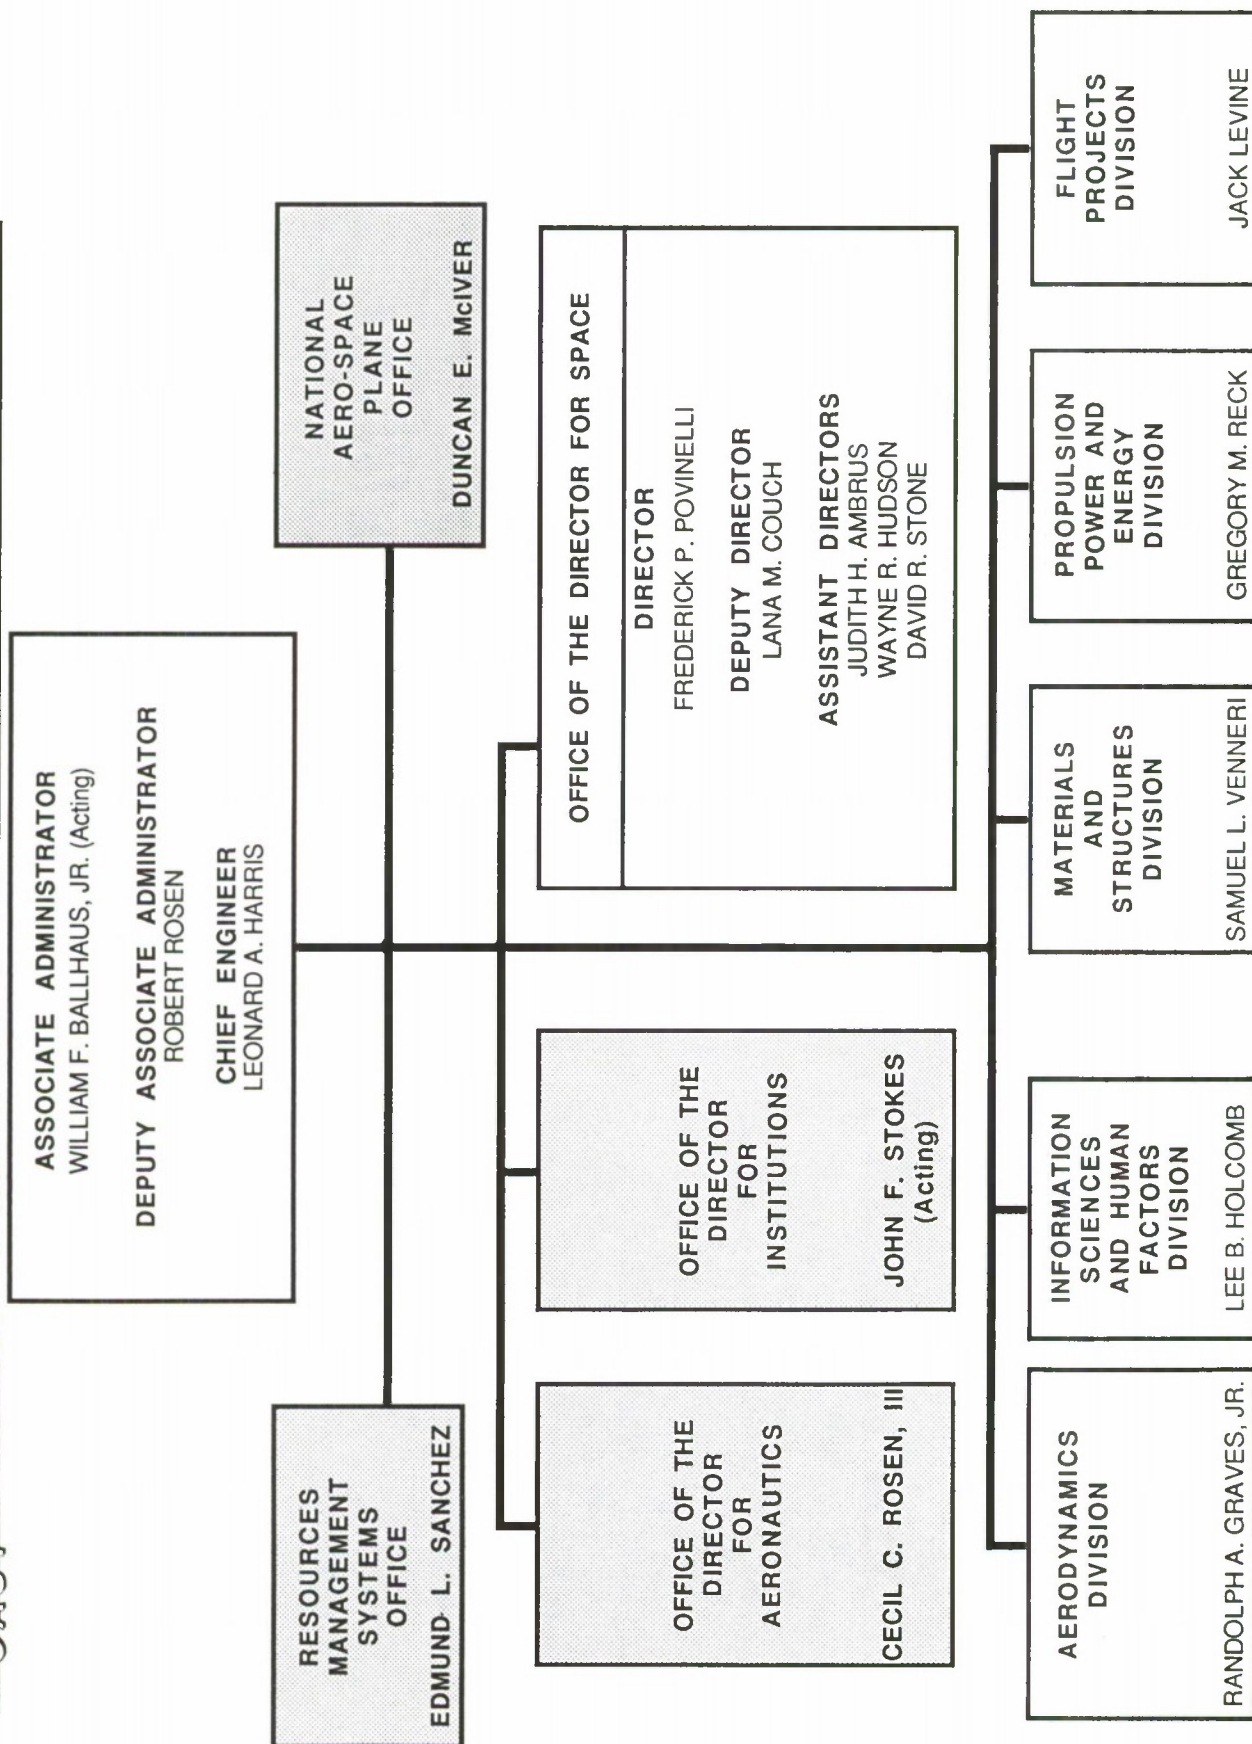 ASSOCIATE ADMINISTRATOR
WILLIAM F. BALLHAUS, JR. (Acting)
DEPUTY ASSOCIATE ADMINISTRATOR
ROBERT ROSEN
CHIEF ENGINEER
LEONARD A. HARRIS
RESOURCES
MANAGEMENT
SYSTEMS
OFFICE
EDMUND L. SANCHEZ
NATIONAL
AERO-SPACE
PLANE
OFFICE
DUNCAN E. McIVER
OFFICE OF THE
DIRECTOR
FOR
AERONAUTICS
CECIL C. ROSEN, III
OFFICE OF THE
DIRECTOR
FOR
INSTITUTIONS
JOHN F. STOKES
(Acting)
OFFICE OF THE DIRECTOR FOR SPACE
DIRECTOR
FREDERICK P. POVINELLI
DEPUTY DIRECTOR
LANA M. COUCH
ASSISTANT DIRECTORS
JUDITH H. AMBRUS
WAYNE R. HUDSON
DAVID R. STONE
AERODYNAMICS
DIVISION
RANDOLPH A. GRAVES, JR.
INFORMATION
SCIENCES
AND HUMAN
FACTORS
DIVISION
LEE B. HOLCOMB
MATERIALS
AND
STRUCTURES
DIVISION
SAMUEL L. VENNERI
PROPULSION
POWER AND
ENERGY
DIVISION
GREGORY M. RECK
FLIGHT
PROJECTS
DIVISION
JACK LEVINE